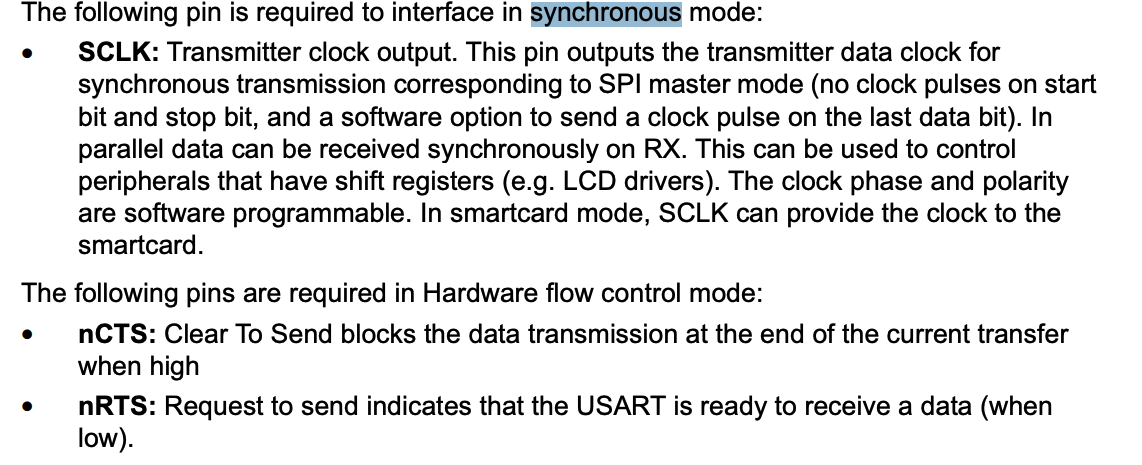 The following pin is required to interface in synchronous mode:
• SCLK: Transmitter clock output. This pin outputs the transmitter data clock for
synchronous transmission corresponding to SPI master mode (no clock pulses on start
bit and stop bit, and a software option to send a clock pulse on the last data bit). In
parallel data can be received synchronously on RX. This can be used to control
peripherals that have shift registers (e.g. LCD drivers). The clock phase and polarity
are software programmable. In smartcard mode, SCLK can provide the clock to the
smartcard.
The following pins are required in Hardware flow control mode:
• nCTS: Clear To Send blocks the data transmission at the end of the current transfer
when high
• nRTS: Request to send indicates that the USART is ready to receive a data (when
low).